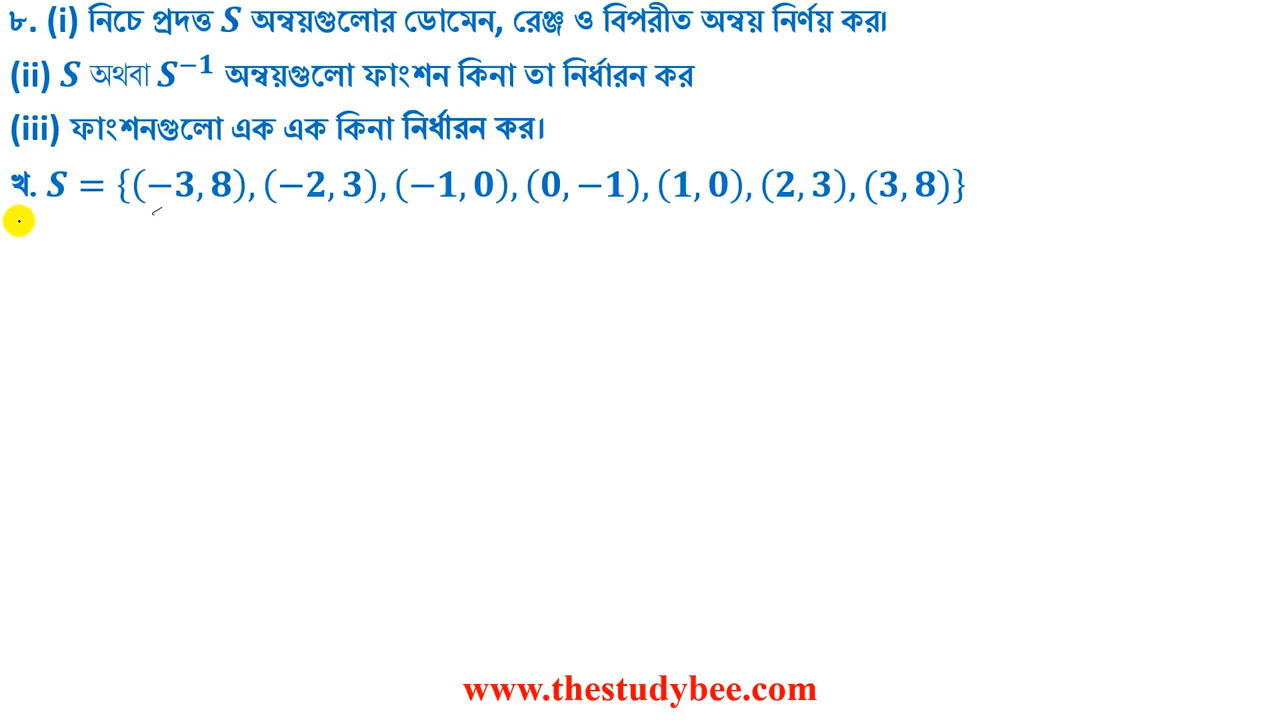 ৮. (i) নিচে প্রদত্ত S অন্বয়গুলোর ডোমেন, রেঞ্জ ও বিপরীত অন্বয় নির্ণয় কর।
(ii) S অথবা S⁻¹ অন্বয়গুলো ফাংশন কিনা তা নির্ধারন কর
(iii) ফাংশনগুলো এক এক কিনা নির্ধারন কর।
খ. S = {(−3, 8), (−2, 3), (−1, 0), (0, −1), (1, 0), (2, 3), (3, 8)}
www.thestudybee.com